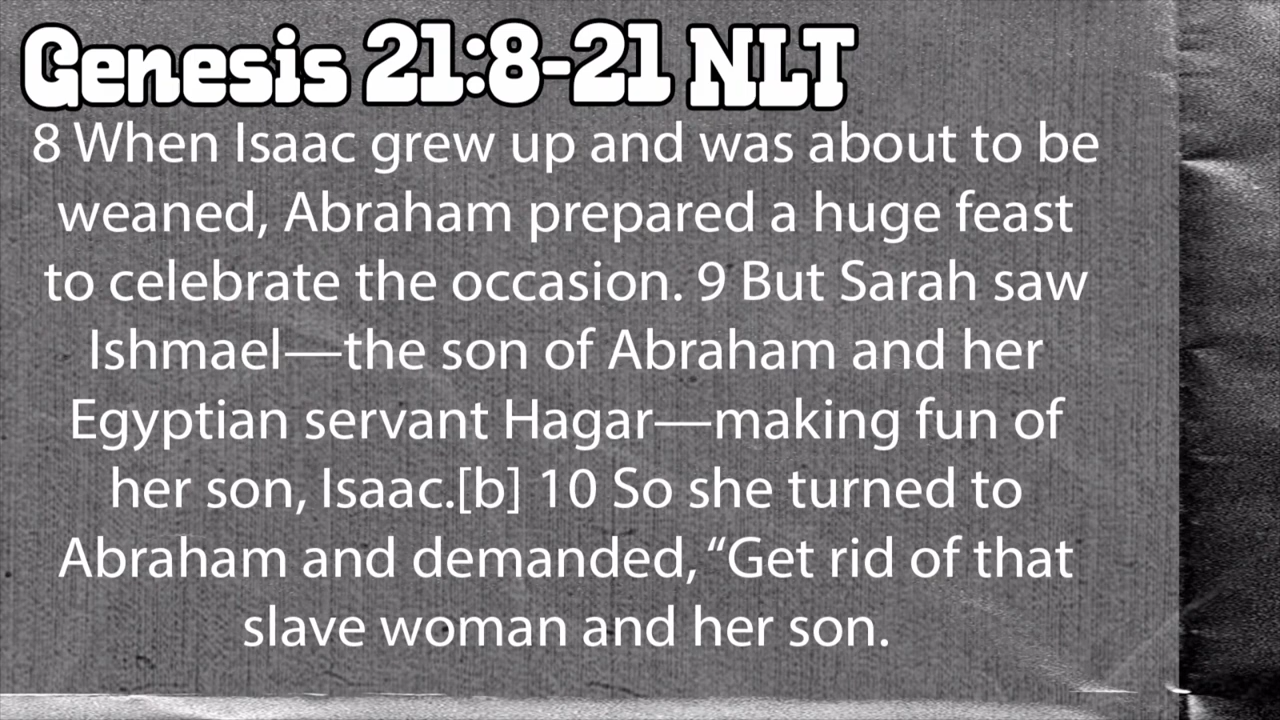 Genesis 21:8-21 NLT
8 When Isaac grew up and was about to be
weaned, Abraham prepared a huge feast
to celebrate the occasion. 9 But Sarah saw
Ishmael—the son of Abraham and her
Egyptian servant Hagar—making fun of
her son, Isaac.[b] 10 So she turned to
Abraham and demanded, “Get rid of that
slave woman and her son.